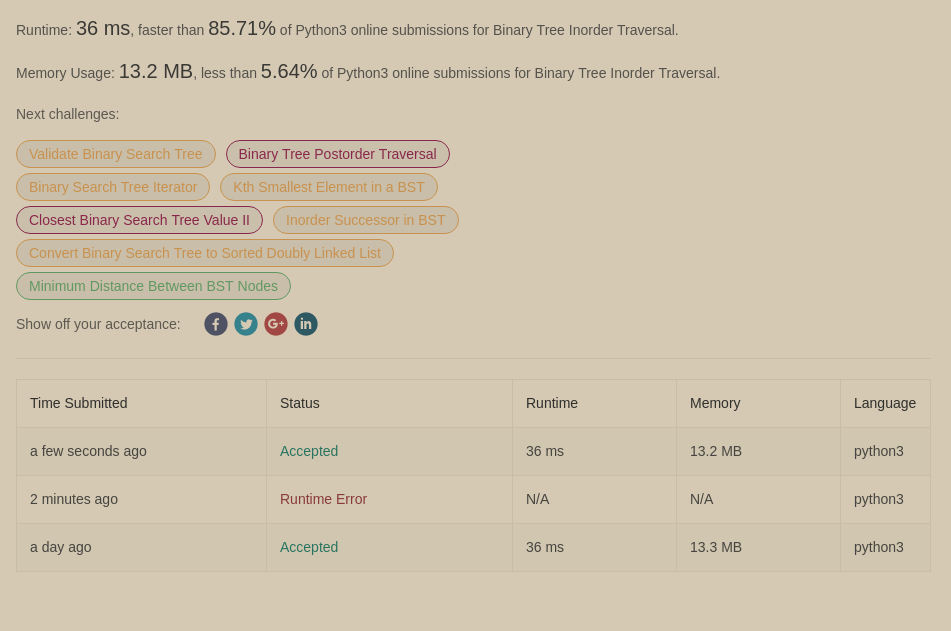 Runtime: 36 ms, faster than 85.71% of Python3 online submissions for Binary Tree Inorder Traversal.
Memory Usage: 13.2 MB, less than 5.64% of Python3 online submissions for Binary Tree Inorder Traversal.
Next challenges:
Validate Binary Search Tree Binary Tree Postorder Traversal
Binary Search Tree Iterator Kth Smallest Element in a BST
Closest Binary Search Tree Value II Inorder Successor in BST
Convert Binary Search Tree to Sorted Doubly Linked List
Minimum Distance Between BST Nodes
Show off your acceptance: f G+ in
Time Submitted Status Runtime Memory Language
a few seconds ago Accepted 36 ms 13.2 MB python3
2 minutes ago Runtime Error N/A N/A python3
a day ago Accepted 36 ms 13.3 MB python3